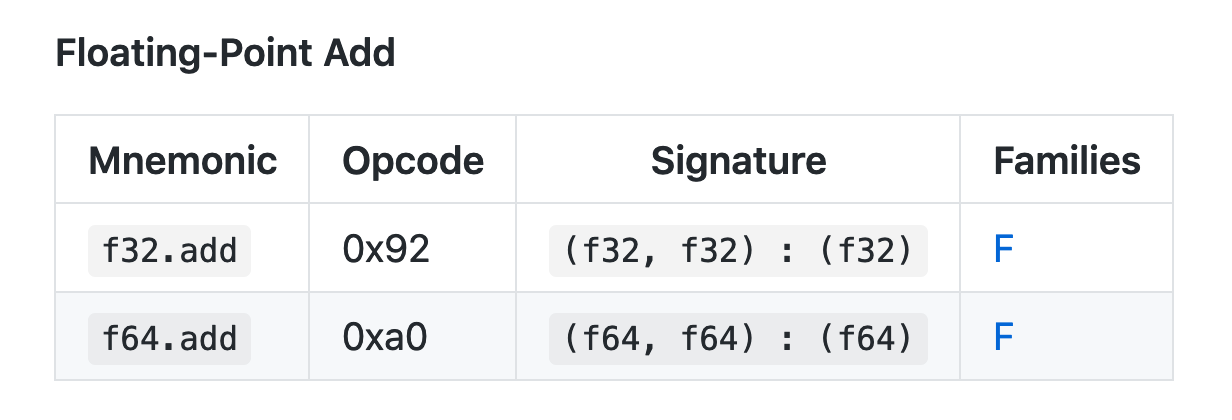 Floating-Point Add
Mnemonic Opcode Signature Families
f32.add 0x92 (f32, f32) : (f32) F
f64.add 0xa0 (f64, f64) : (f64) F